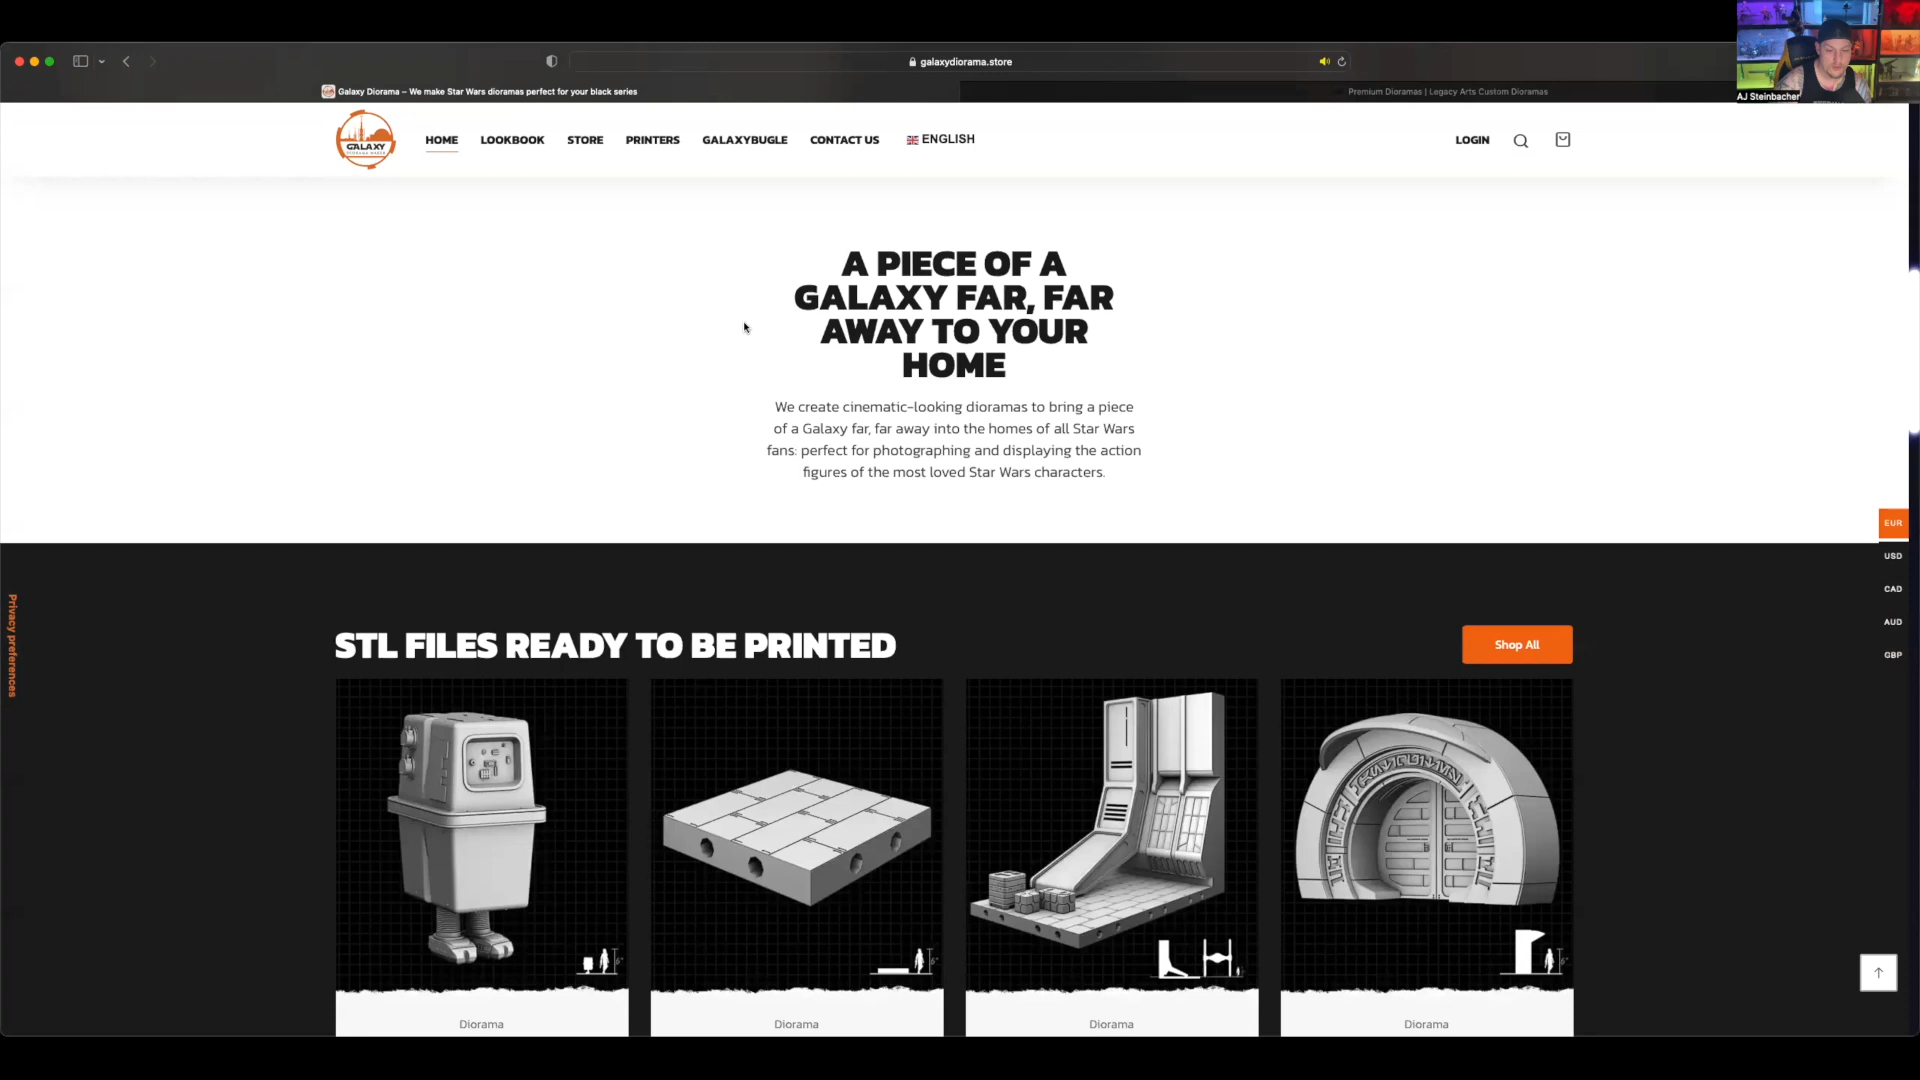 galaxydiorama.store
AJ Steinbacher
Galaxy Diorama – We make Star Wars dioramas perfect for your black series
Premium Dioramas | Legacy Arts Custom Dioramas
GALAXY
HOME
LOOKBOOK
STORE
PRINTERS
GALAXYBUGLE
CONTACT US
ENGLISH
LOGIN
A PIECE OF A
GALAXY FAR, FAR
AWAY TO YOUR
HOME
We create cinematic-looking dioramas to bring a piece
of a Galaxy far, far away into the homes of all Star Wars
fans: perfect for photographing and displaying the action
figures of the most loved Star Wars characters.
EUR
USD
CAD
AUD
GBP
Privacy preferences
STL FILES READY TO BE PRINTED
Shop All
6"
6"
6"
Diorama
Diorama
Diorama
Diorama